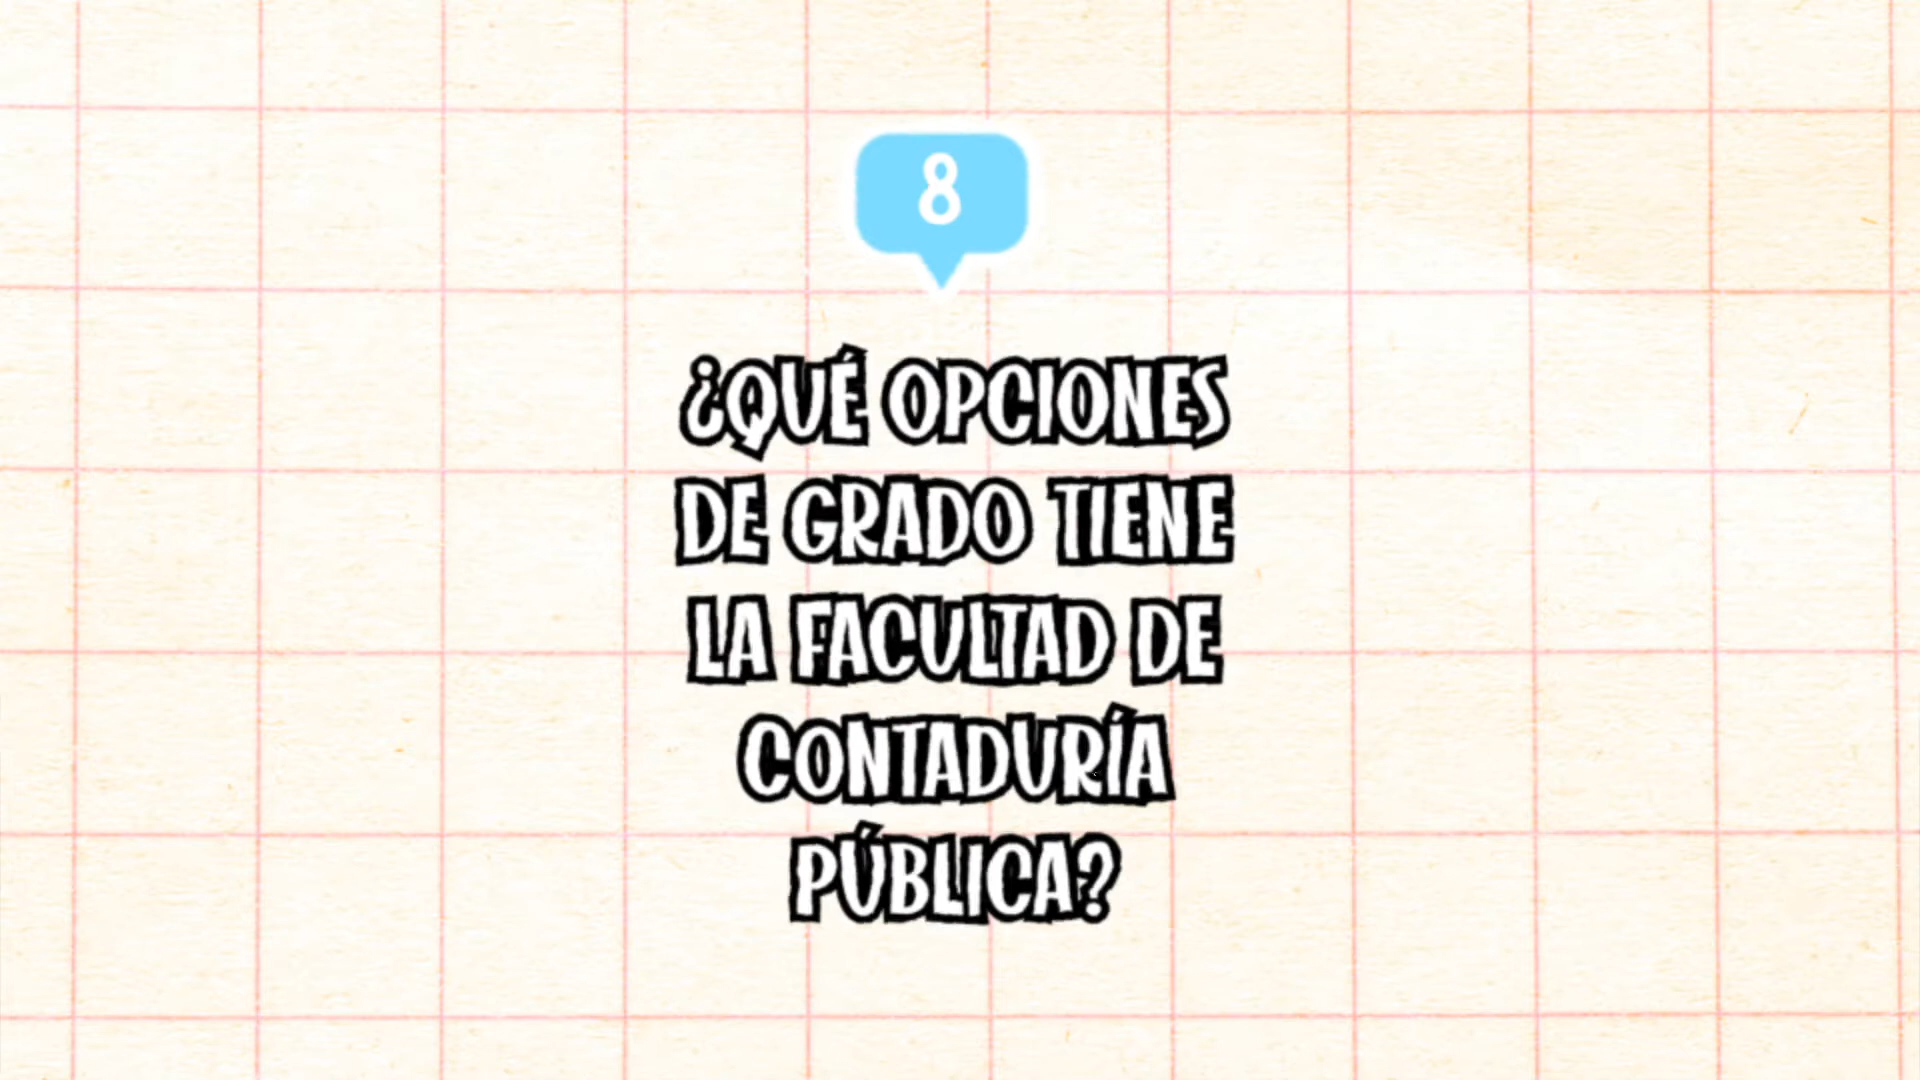 8
¿QUÉ OPCIONES
DE GRADO TIENE
LA FACULTAD DE
CONTADURÍA
PÚBLICA?